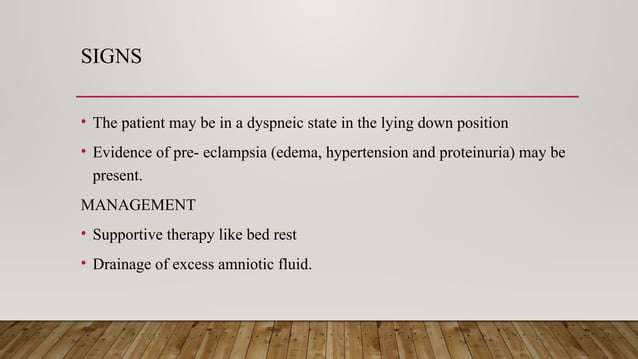 SIGNS
• The patient may be in a dyspneic state in the lying down position
• Evidence of pre- eclampsia (edema, hypertension and proteinuria) may be
present.
MANAGEMENT
• Supportive therapy like bed rest
• Drainage of excess amniotic fluid.